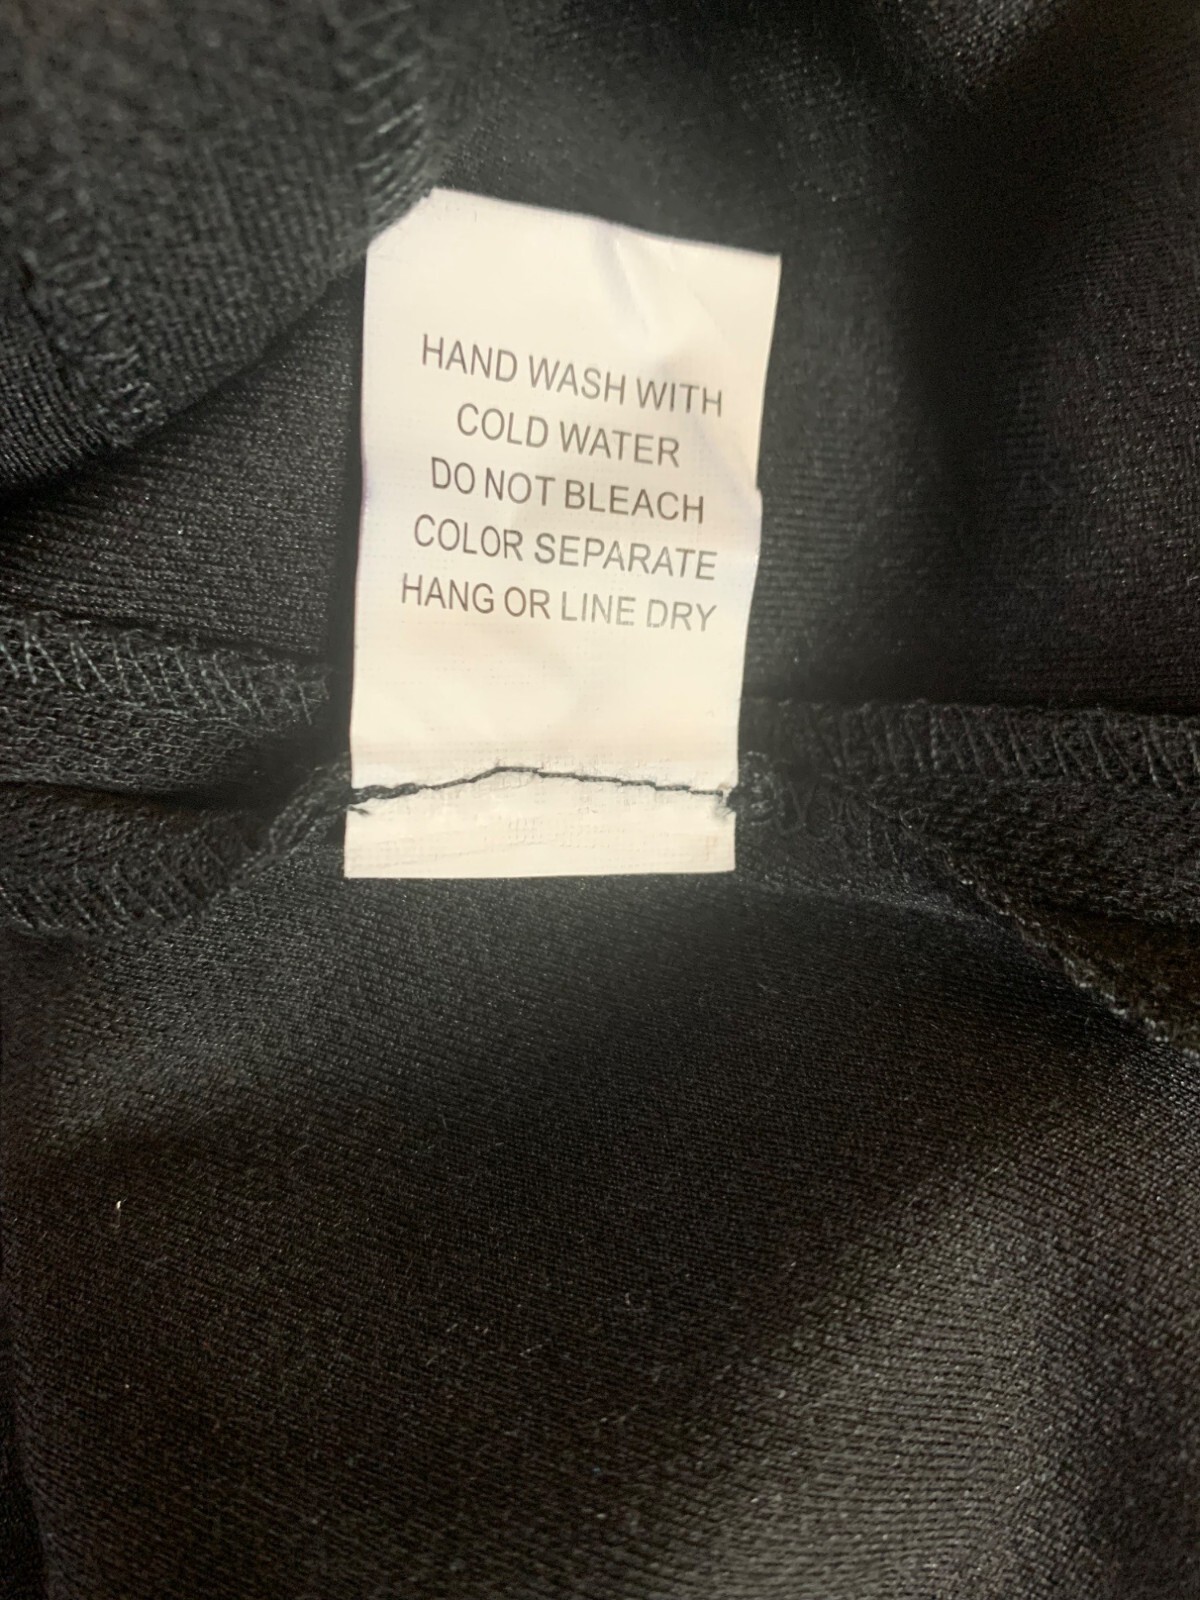 HAND WASH WITH
COLD WATER
DO NOT BLEACH
COLOR SEPARATE
HANG OR LINE DRY